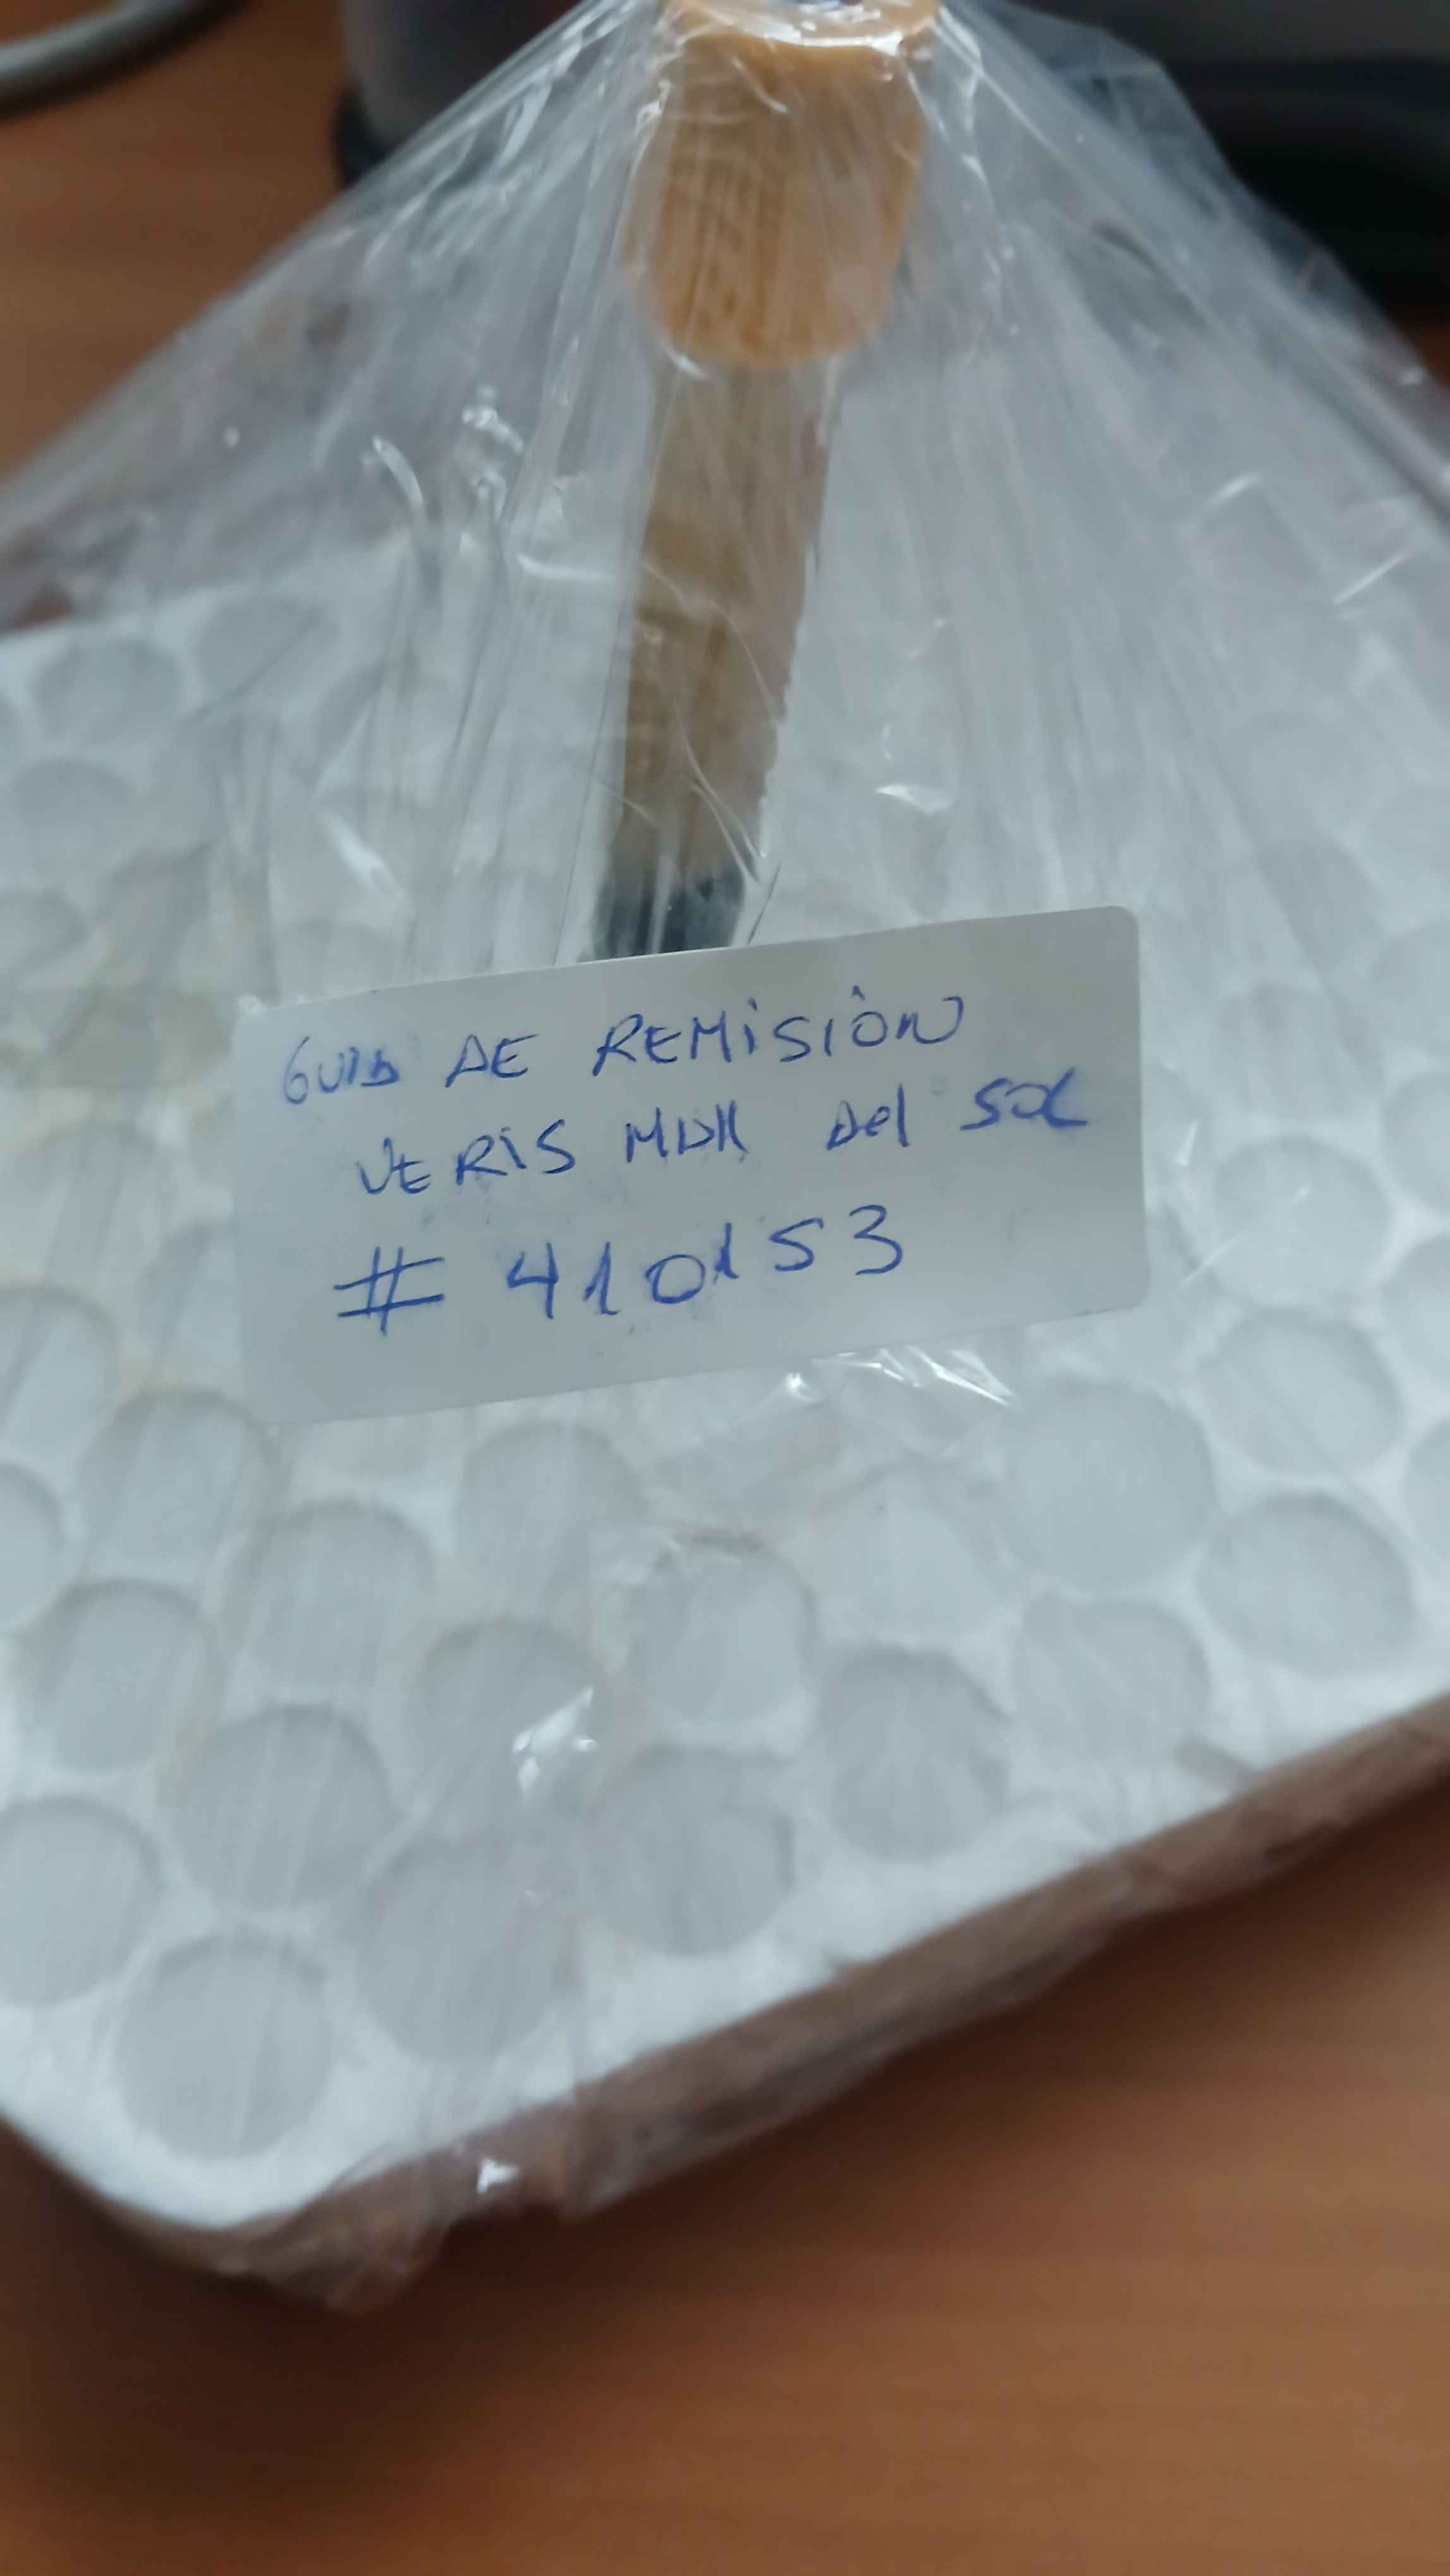 GUIA DE REMISIÓN
VERIS MALL del SOL
# 410153